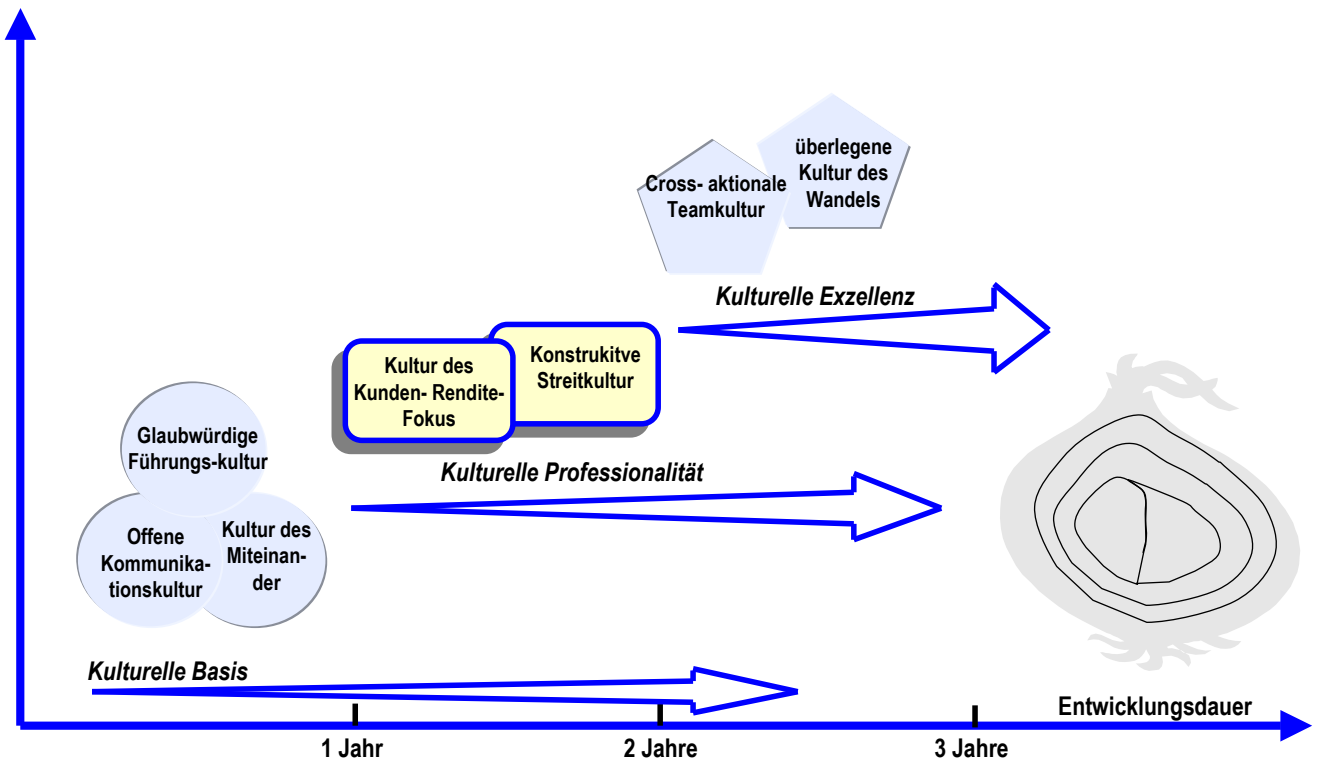 überlegene
Kultur des
Wandels
Cross- aktionale
Teamkultur
Kulturelle Exzellenz
Konstrukitve
Streitkultur
Kultur des
Kunden- Rendite-
Fokus
Kulturelle Professionalität
Glaubwürdige
Führungs-kultur
Offene
Kommunika-
tionskultur
Kultur des
Miteinan-
der
Kulturelle Basis
Entwicklungsdauer
1 Jahr
2 Jahre
3 Jahre